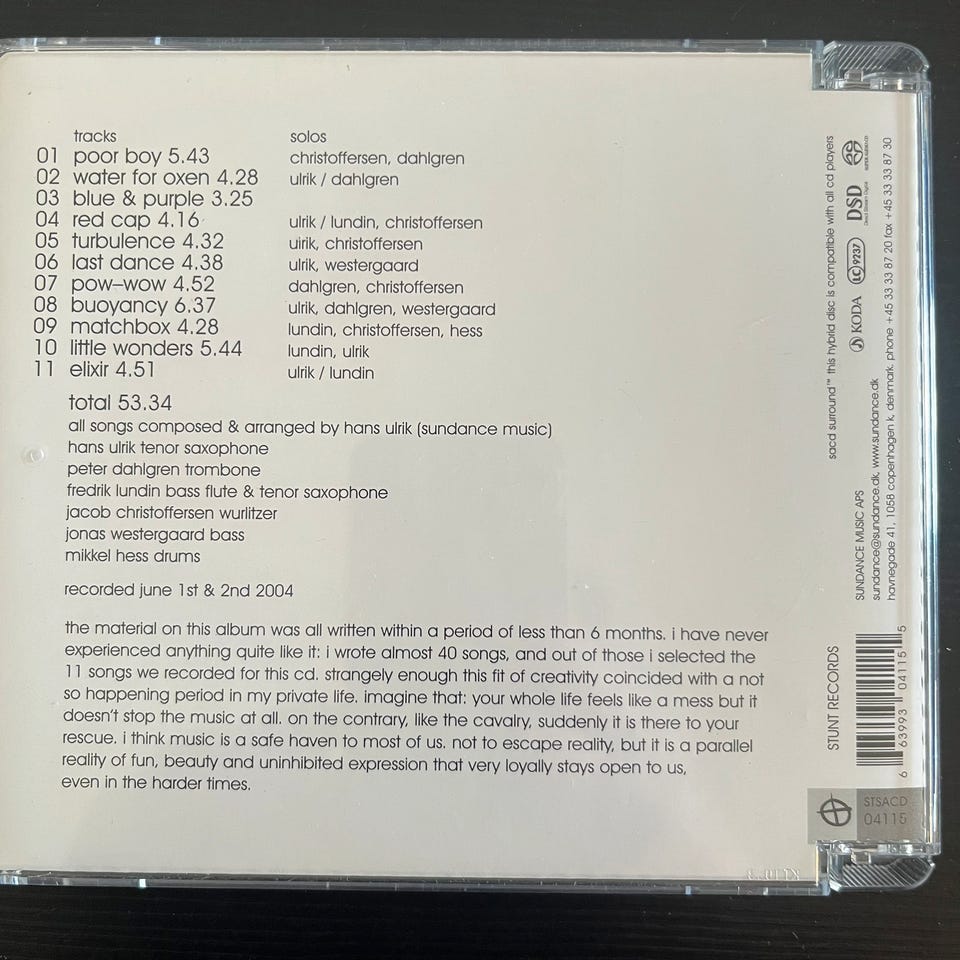 tracks solos
01 poor boy 5.43 christoffersen, dahlgren
02 water for oxen 4.28 ulrik / dahlgren
03 blue & purple 3.25
04 red cap 4.16 ulrik / lundin, christoffersen
05 turbulence 4.32 ulrik, christoffersen
06 last dance 4.38 ulrik, westergaard
07 pow-wow 4.52 dahlgren, christoffersen
08 buoyancy 6.37 ulrik, dahlgren, westergaard
09 matchbox 4.28 lundin, christoffersen, hess
10 little wonders 5.44 lundin, ulrik
11 elixir 4.51 ulrik / lundin
total 53.34
all songs composed & arranged by hans ulrik (sundance music)
hans ulrik tenor saxophone
peter dahlgren trombone
fredrik lundin bass flute & tenor saxophone
jacob christoffersen wurlitzer
jonas westergaard bass
mikkel hess drums
recorded june 1st & 2nd 2004
the material on this album was all written within a period of less than 6 months. i have never
experienced anything quite like it: i wrote almost 40 songs, and out of those i selected the
11 songs we recorded for this cd. strangely enough this fit of creativity coincided with a not
so happening period in my private life. imagine that: your whole life feels like a mess but it
doesn't stop the music at all. on the contrary, like the cavalry, suddenly it is there to your
rescue. i think music is a safe haven to most of us. not to escape reality, but it is a parallel
reality of fun, beauty and uninhibited expression that very loyally stays open to us,
even in the harder times.
sacd surround™ this hybrid disc is compatible with all cd players
KODA LC 9237 DSD Direct Stream Digital SUPER AUDIO CD
SUNDANCE MUSIC APS
sundance@sundance.dk, www.sundance.dk
havnegade 41, 1058 copenhagen k, denmark. phone +45 33 33 87 20 fax +45 33 33 87 30
STUNT RECORDS
6 63993 04115 5
STSACD
04115